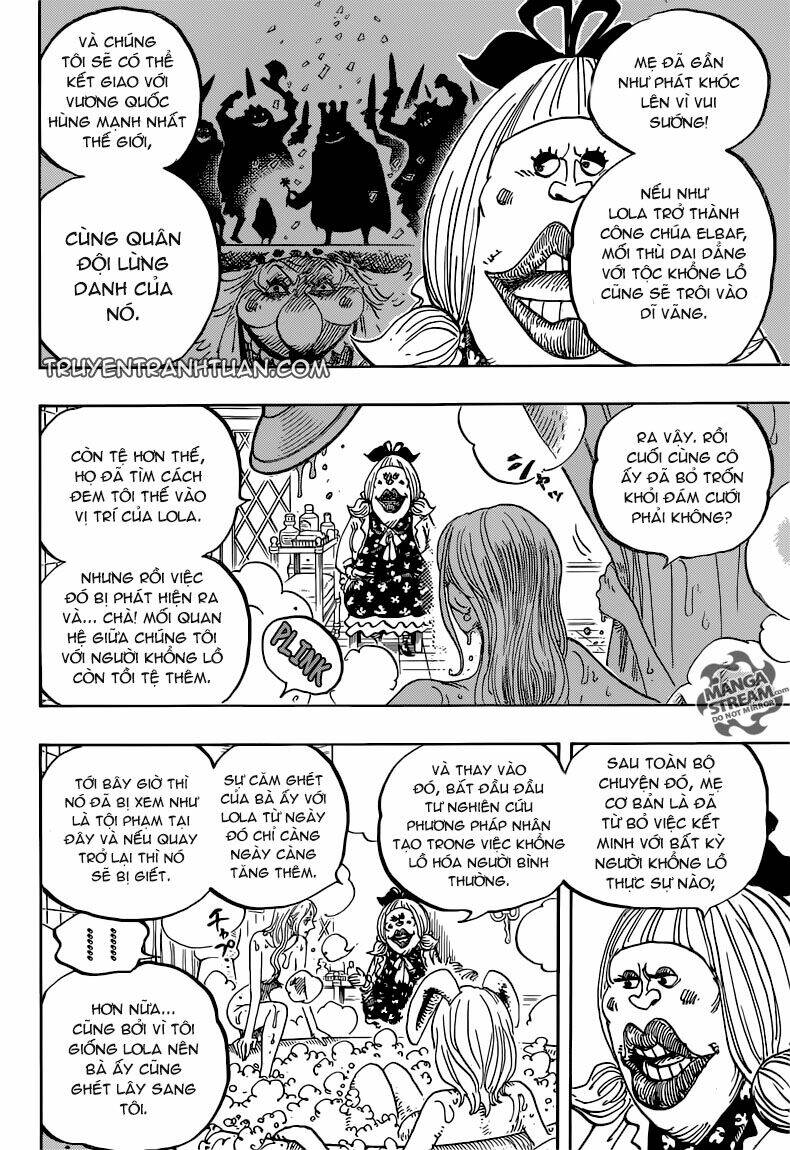 MẸ ĐÃ GẦN
NHƯ PHÁT KHÓC
LÊN VÌ VUI
SƯỚNG!
NẾU NHƯ
LOLA TRỞ THÀNH
CÔNG CHÚA ELBAF,
MỐI THÙ DAI DẲNG
VỚI TỘC KHỔNG LỒ
CŨNG SẼ TRÔI VÀO
DĨ VÃNG.
VÀ CHÚNG
TÔI SẼ CÓ THỂ
KẾT GIAO VỚI
VƯƠNG QUỐC
HÙNG MẠNH NHẤT
THẾ GIỚI,
CÙNG QUÂN
ĐỘI LỪNG
DANH CỦA
NÓ.
TRUYENTRANHTUAN.COM
RA VẬY. RỒI
CUỐI CÙNG CÔ
ẤY ĐÃ BỎ TRỐN
KHỎI ĐÁM CƯỚI
PHẢI KHÔNG?
CÒN TỆ HƠN THẾ,
HỌ ĐÃ TÌM CÁCH
ĐEM TÔI THẾ VÀO
VỊ TRÍ CỦA LOLA.
NHƯNG RỒI VIỆC
ĐÓ BỊ PHÁT HIỆN RA
VÀ... CHÀ! MỐI QUAN
HỆ GIỮA CHÚNG TÔI
VỚI NGƯỜI KHỔNG LỒ
CÒN TỒI TỆ THÊM.
PLINK
MANGA
STREAM.COM
DO NOT MIRROR
SAU TOÀN BỘ
CHUYỆN ĐÓ, MẸ
CƠ BẢN LÀ ĐÃ
TỪ BỎ VIỆC KẾT
MINH VỚI BẤT KỲ
NGƯỜI KHỔNG LỒ
THỰC SỰ NÀO;
VÀ THAY VÀO
ĐÓ, BẮT ĐẦU ĐẦU
TƯ NGHIÊN CỨU
PHƯƠNG PHÁP NHÂN
TẠO TRONG VIỆC KHỔNG
LỒ HÓA NGƯỜI BÌNH
THƯỜNG.
SỰ CĂM GHÉT
CỦA BÀ ẤY VỚI
LOLA TỪ NGÀY
ĐÓ CHỈ CÀNG
NGÀY CÀNG
TĂNG THÊM.
TỚI BÂY GIỜ THÌ
NÓ ĐÃ BỊ XEM NHƯ
LÀ TỘI PHẠM TẠI
ĐÂY VÀ NẾU QUAY
TRỞ LẠI THÌ NÓ
SẼ BỊ GIẾT.
HƠN NỮA...
CŨNG BỞI VÌ TÔI
GIỐNG LOLA NÊN
BÀ ẤY CŨNG
GHÉT LÂY SANG
TÔI.